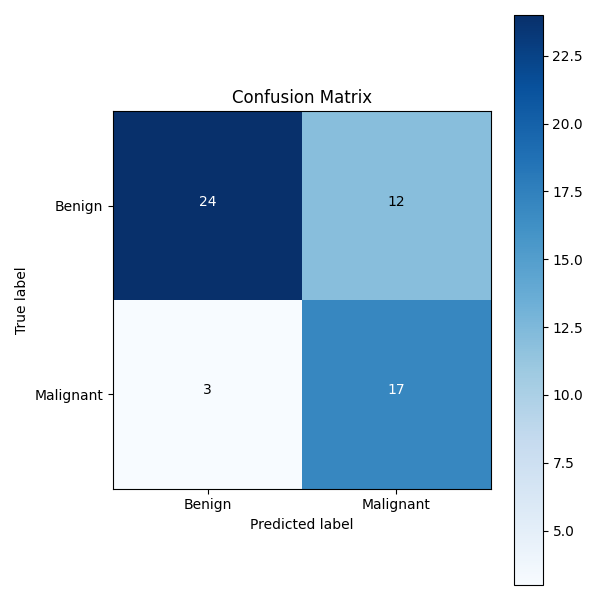 Confusion Matrix
True label
Benign
Malignant
24
12
3
17
Benign
Malignant
Predicted label
22.5
20.0
17.5
15.0
12.5
10.0
7.5
5.0